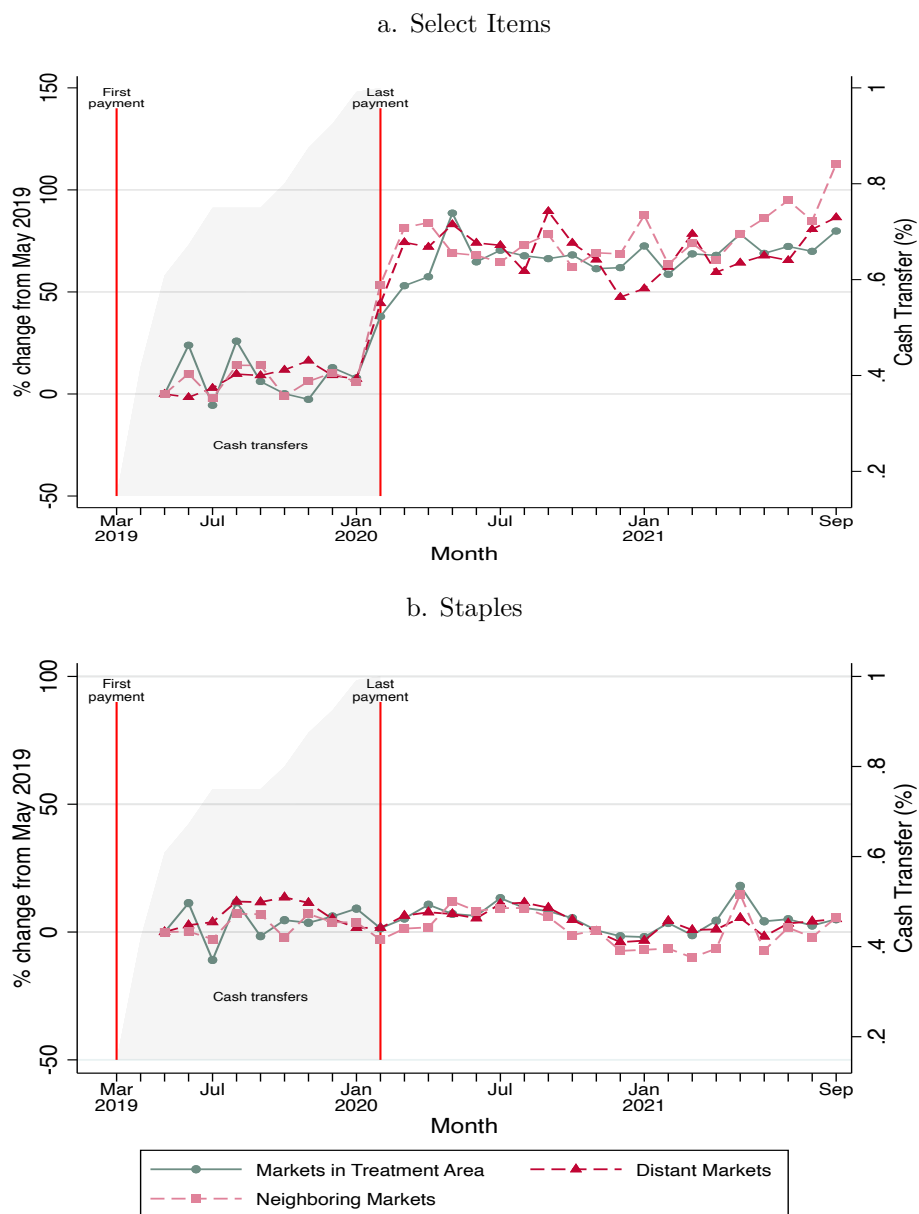 a. Select Items
150
100
50
0
-50
% change from May 2019
First
payment
Last
payment
Cash transfers
1
.8
.6
.4
.2
Cash Transfer (%)
Mar
2019
Jul
Jan
2020
Jul
Jan
2021
Sep
Month
b. Staples
100
50
0
-50
% change from May 2019
First
payment
Last
payment
Cash transfers
1
.8
.6
.4
.2
Cash Transfer (%)
Mar
2019
Jul
Jan
2020
Jul
Jan
2021
Sep
Month
Markets in Treatment Area
Distant Markets
Neighboring Markets